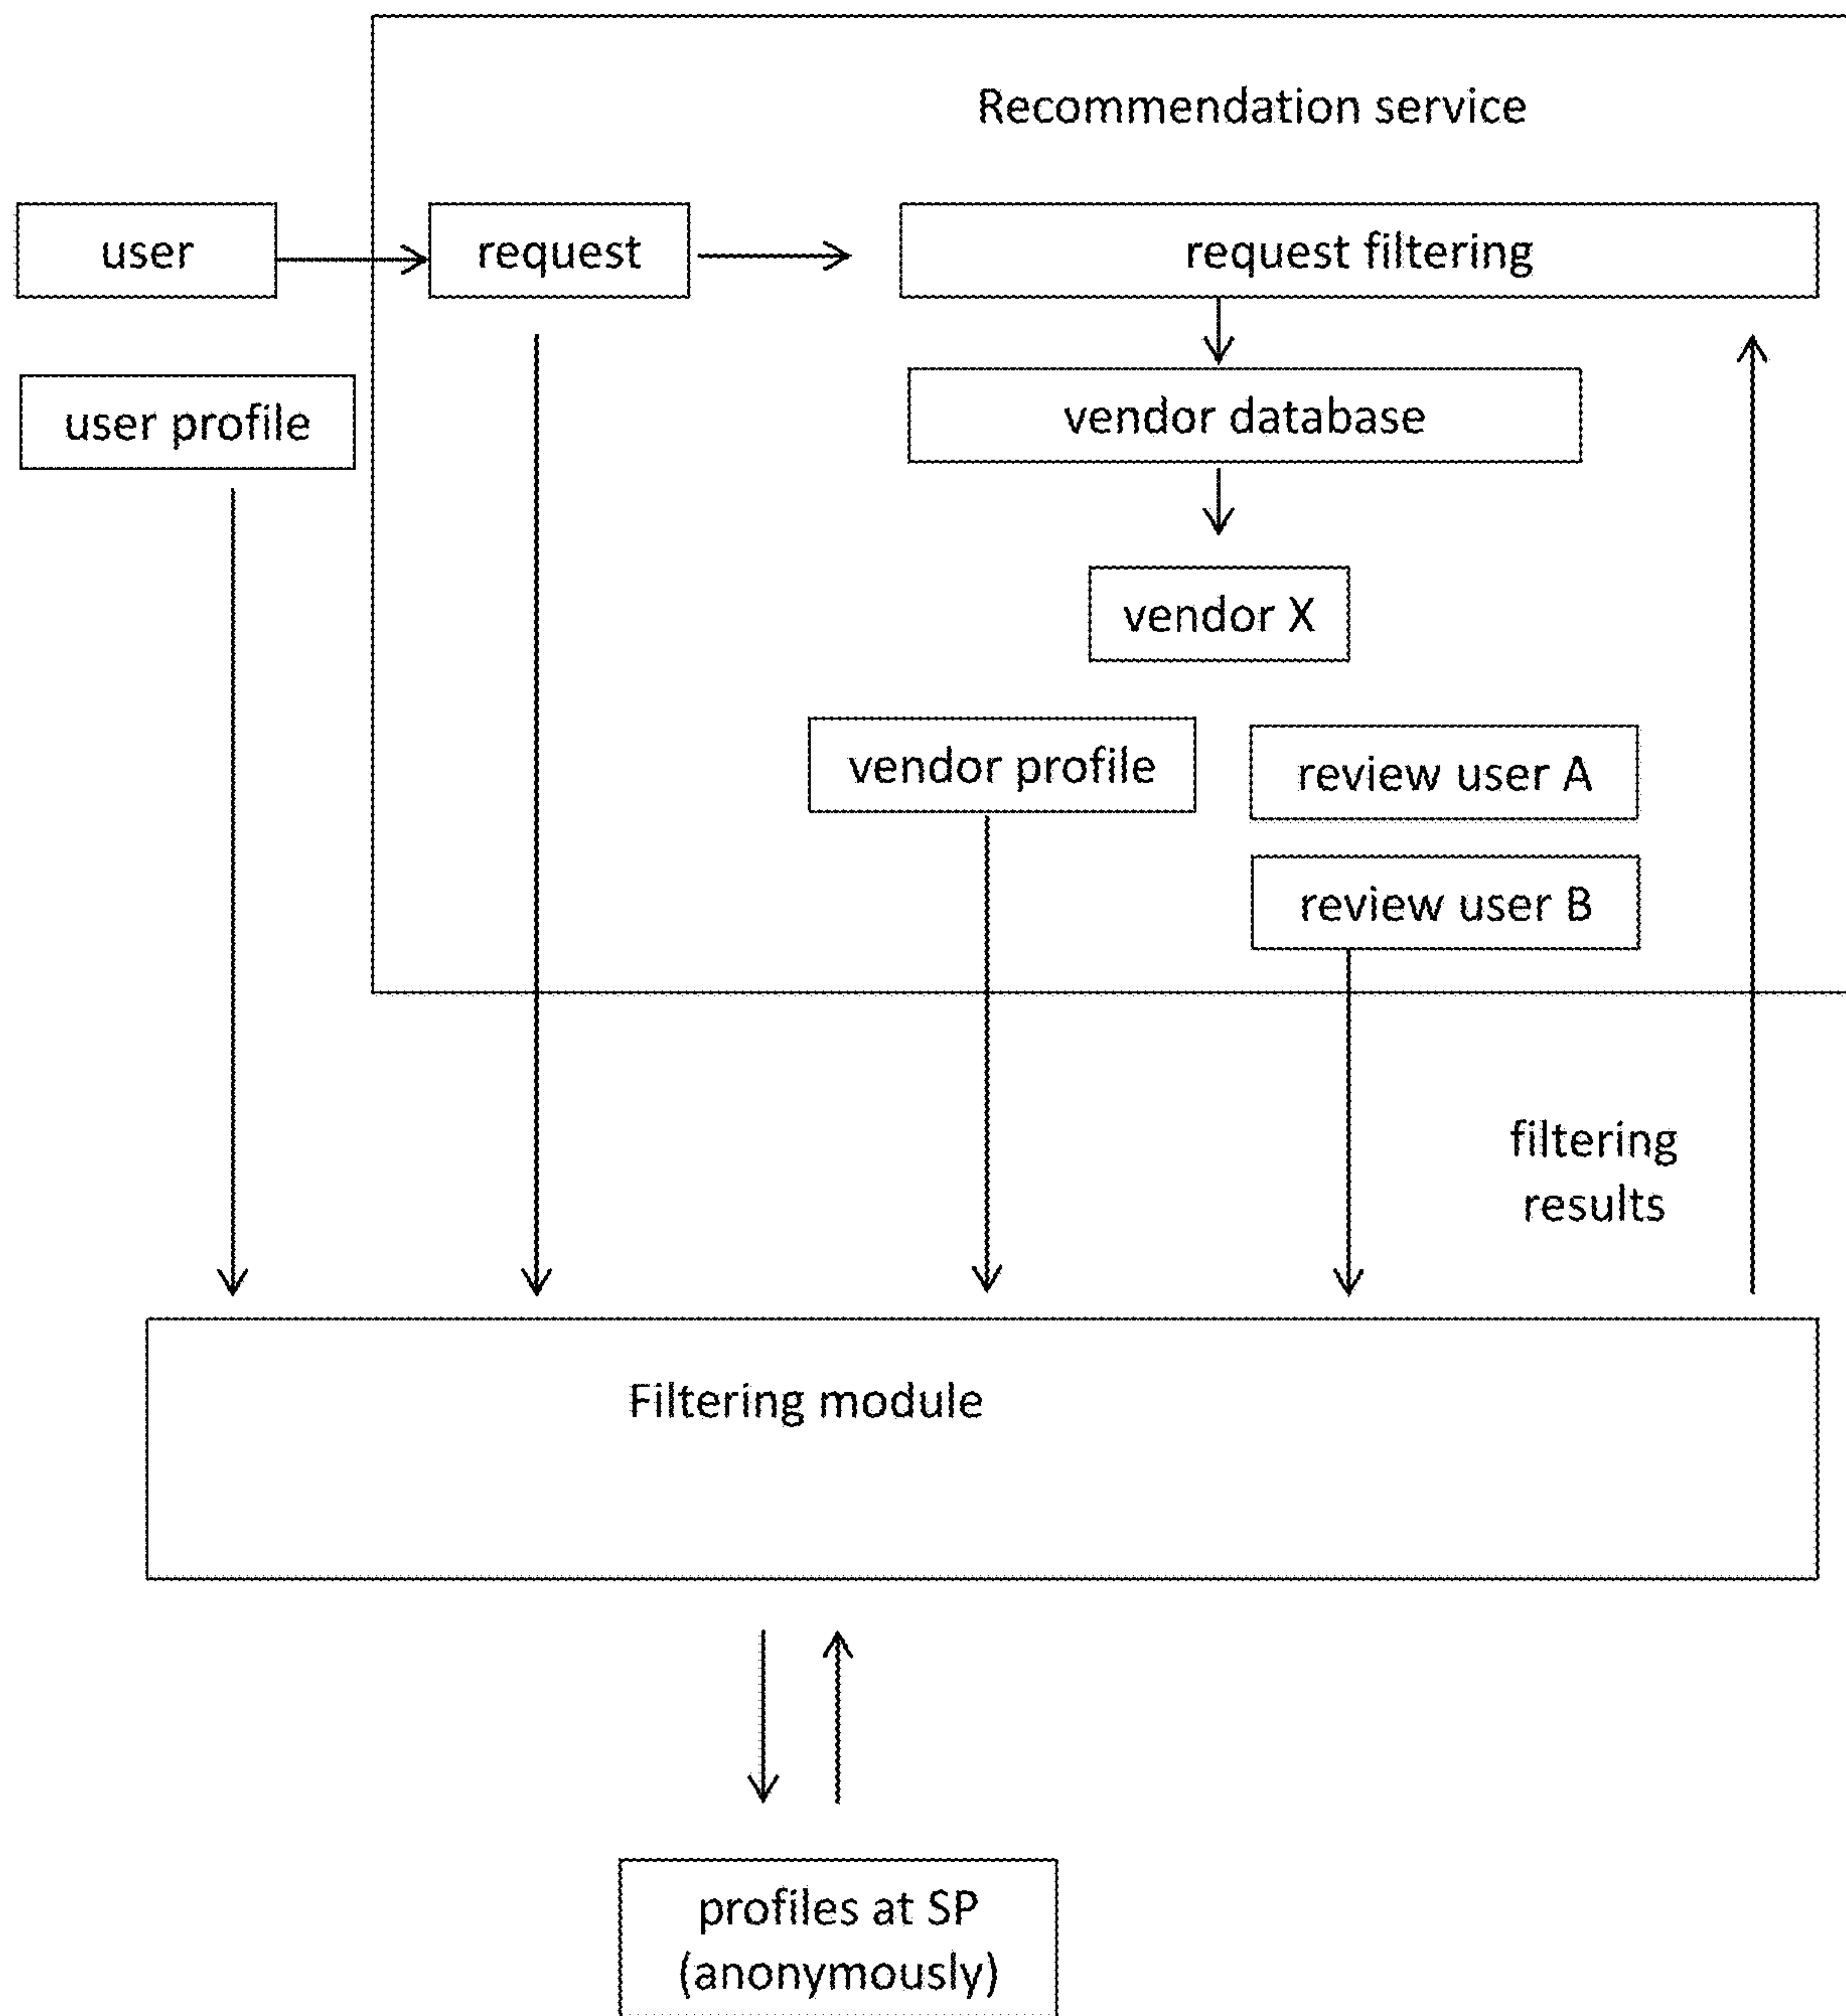 Recommendation service
user
request
request filtering
user profile
vendor database
vendor X
vendor profile
review user A
review user B
filtering
results
Filtering module
profiles at SP
(anonymously)